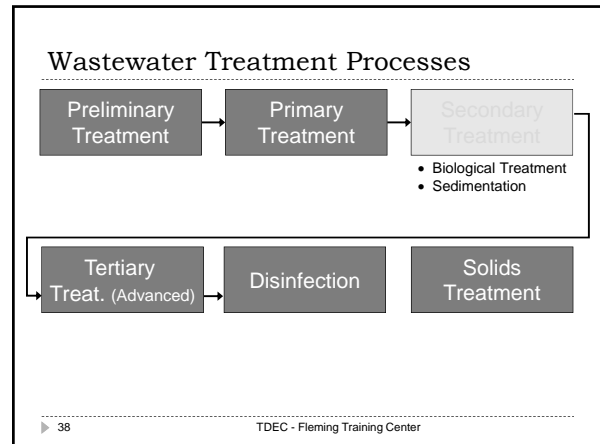 Wastewater Treatment Processes
Preliminary
Treatment
Primary
Treatment
Secondary
Treatment
• Biological Treatment
• Sedimentation
Tertiary
Treat. (Advanced)
Disinfection
Solids
Treatment
38
TDEC - Fleming Training Center